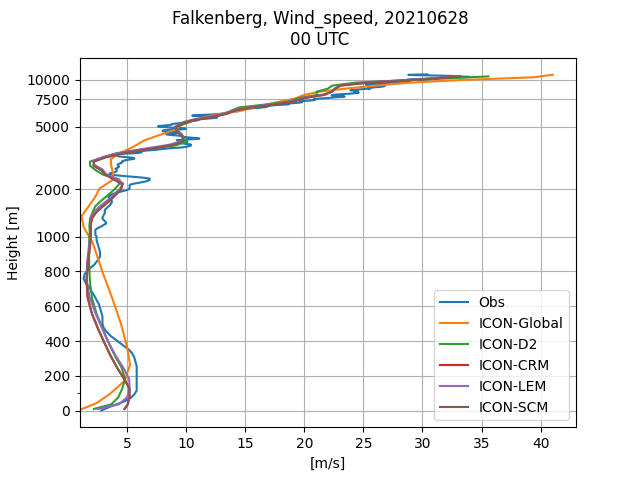 Falkenberg, Wind_speed, 20210628
00 UTC
10000
7500
5000
2000
1000
800
600
400
200
0
Height [m]
Obs
ICON-Global
ICON-D2
ICON-CRM
ICON-LEM
ICON-SCM
5 10 15 20 25 30 35 40
[m/s]